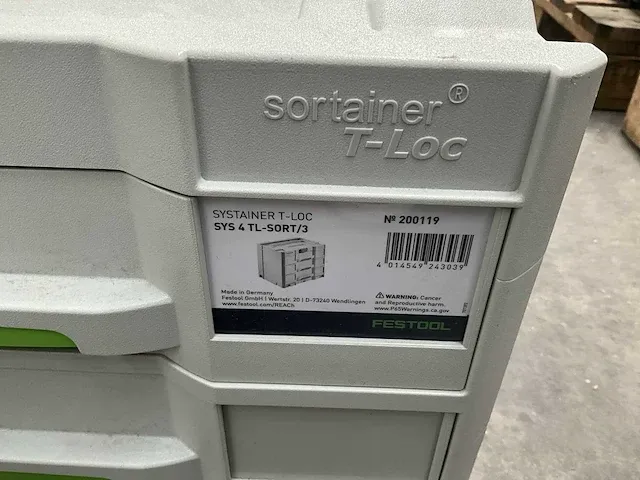 sortainer®
T-Loc
SYSTAINER T-LOC
SYS 4 TL-SORT/3
Nº 200119
4 014549 243039
Made in Germany
Festool GmbH | Wertstr. 20 | D-73240 Wendlingen
www.festool.com/REACh
⚠ WARNING: Cancer
and Reproductive harm.
www.P65Warnings.ca.gov
FESTOOL